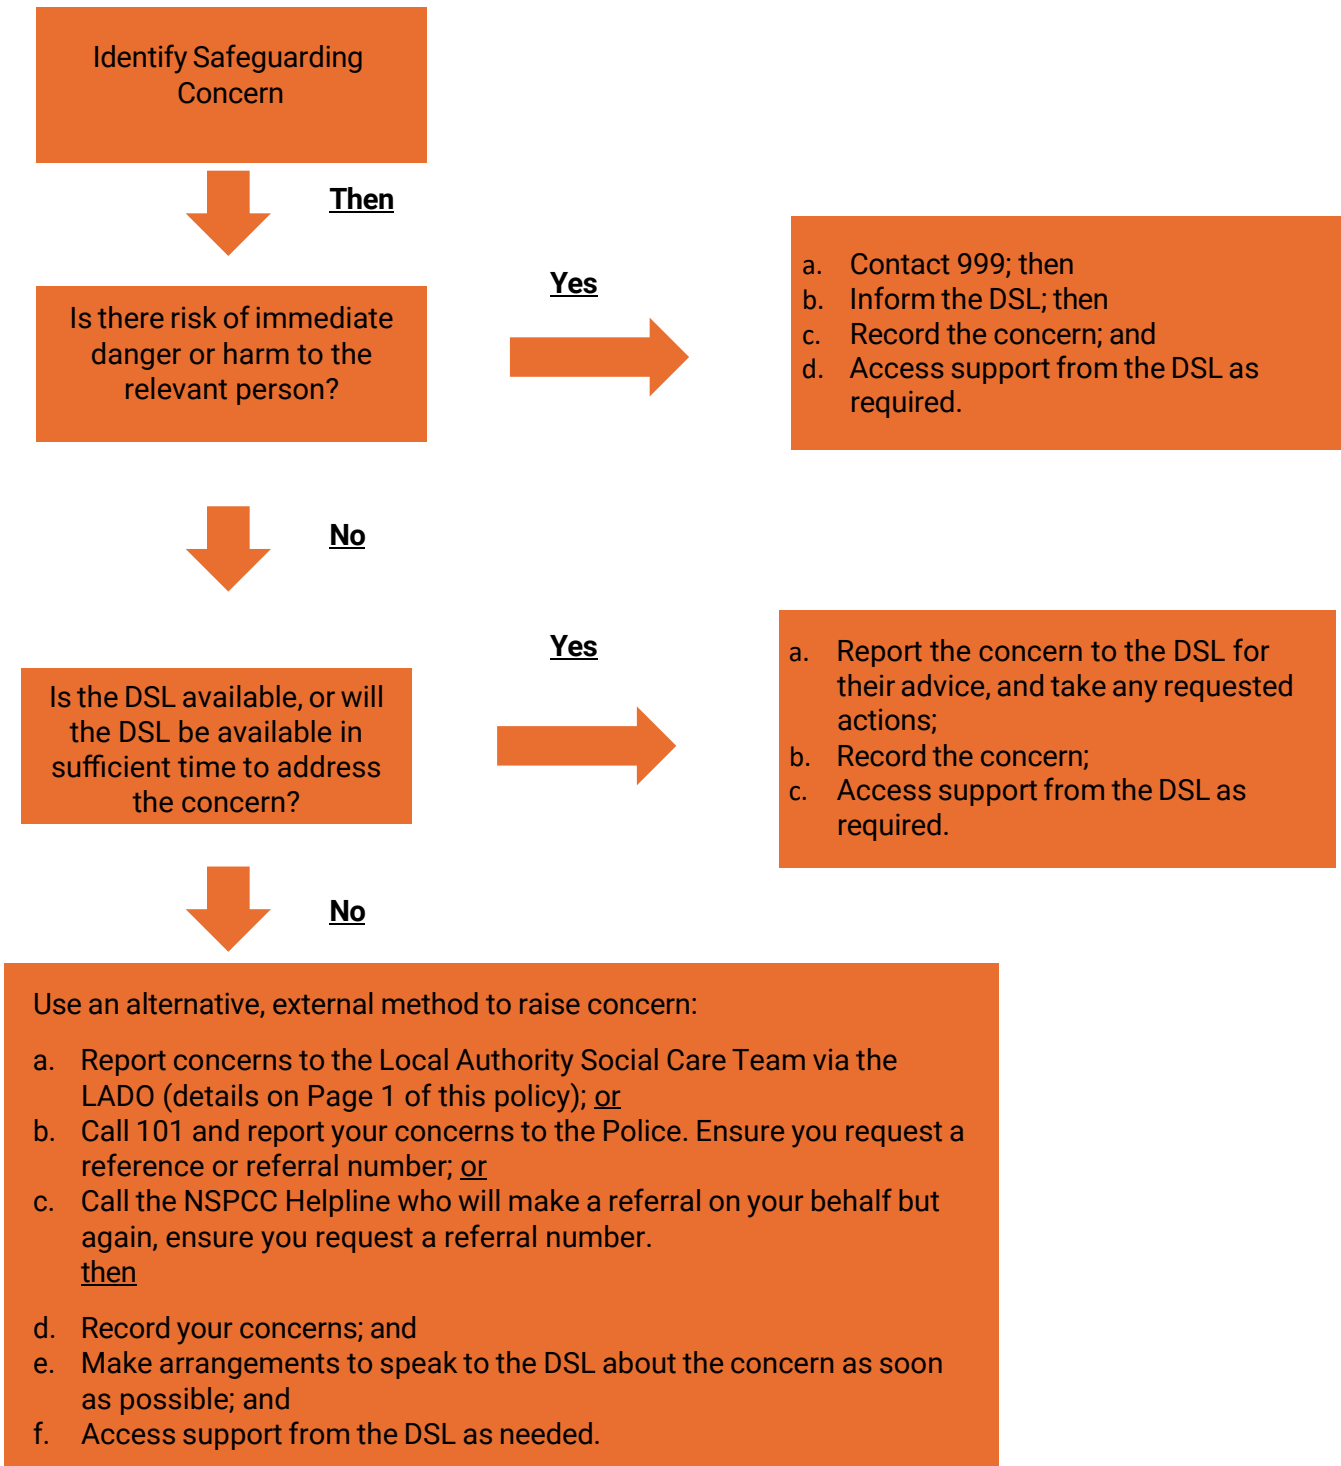 Identify Safeguarding
Concern
Then
Is there risk of immediate
danger or harm to the
relevant person?
Yes
a. Contact 999; then
b. Inform the DSL; then
c. Record the concern; and
d. Access support from the DSL as
required.
No
Is the DSL available, or will
the DSL be available in
sufficient time to address
the concern?
Yes
a. Report the concern to the DSL for
their advice, and take any requested
actions;
b. Record the concern;
c. Access support from the DSL as
required.
No
Use an alternative, external method to raise concern:
a. Report concerns to the Local Authority Social Care Team via the
LADO (details on Page 1 of this policy); or
b. Call 101 and report your concerns to the Police. Ensure you request a
reference or referral number; or
c. Call the NSPCC Helpline who will make a referral on your behalf but
again, ensure you request a referral number.
then
d. Record your concerns; and
e. Make arrangements to speak to the DSL about the concern as soon
as possible; and
f. Access support from the DSL as needed.